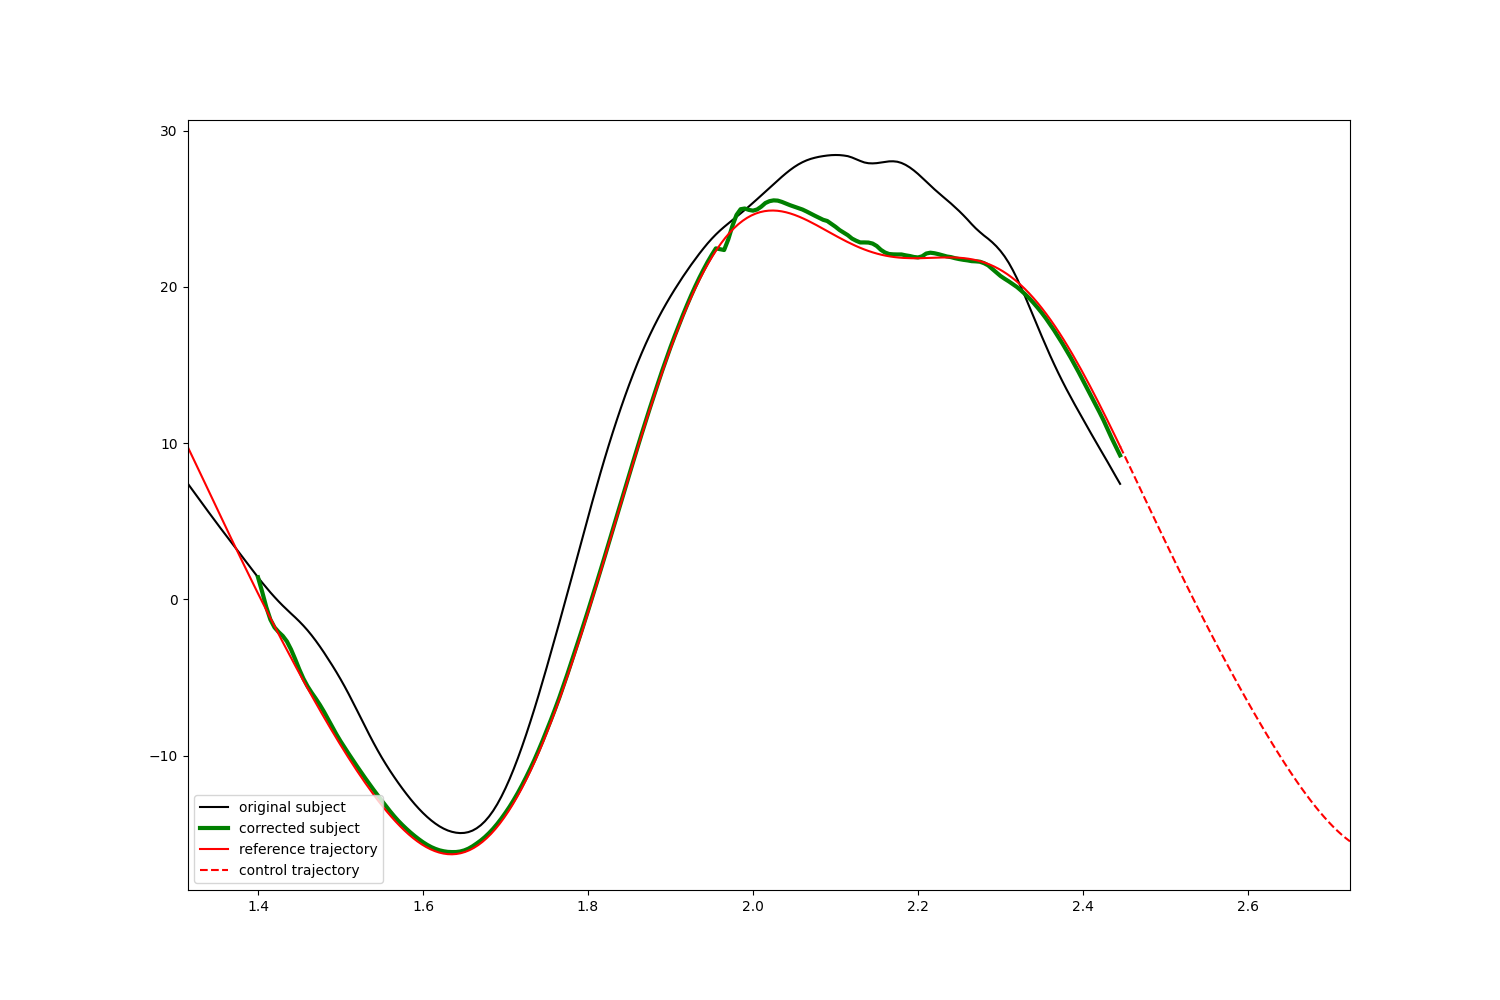 30
20
10
0
−10
original subject
corrected subject
reference trajectory
control trajectory
1.4 1.6 1.8 2.0 2.2 2.4 2.6